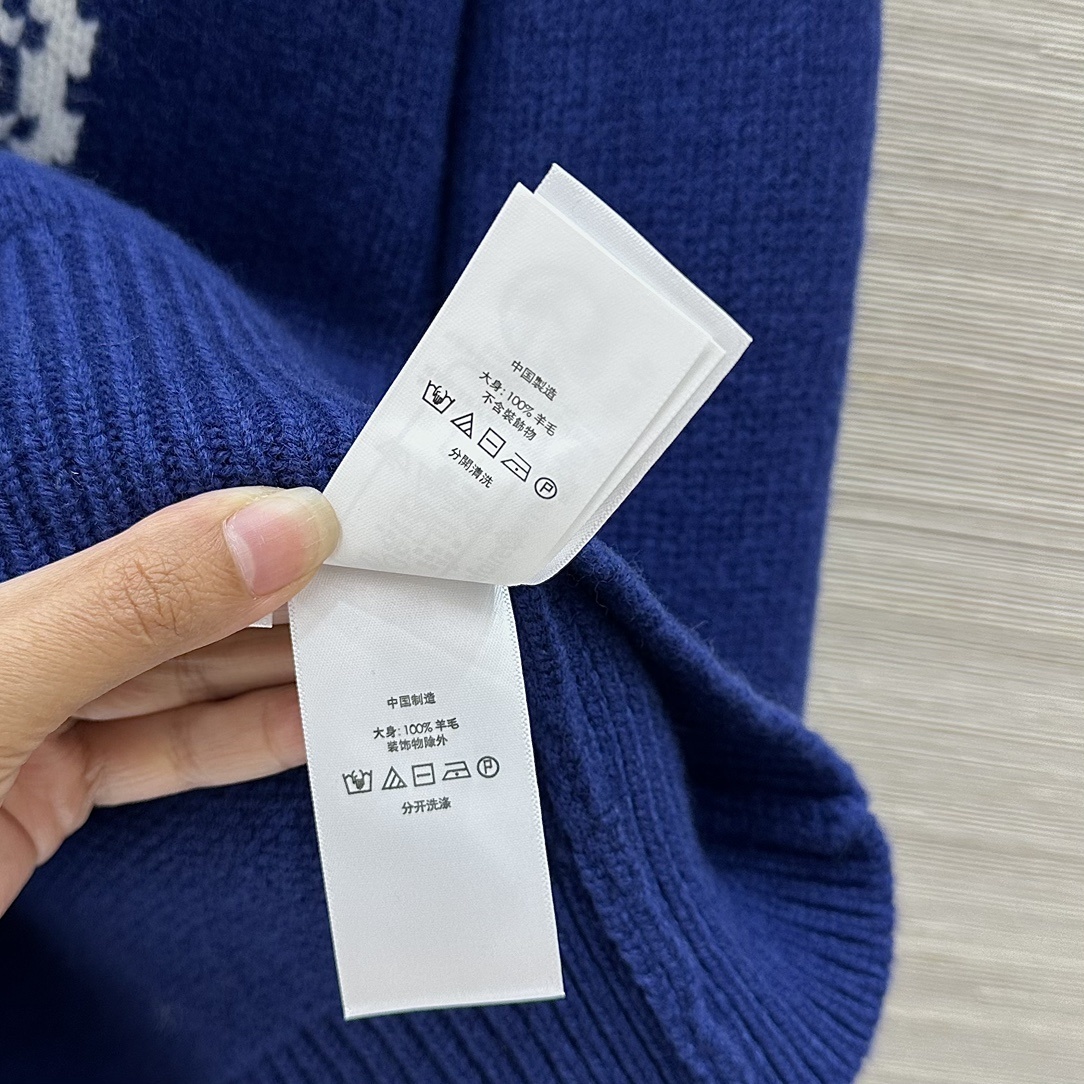 中国製造
大身: 100% 羊毛
不含裝飾物
P
分開清洗
中国制造
大身: 100% 羊毛
装饰物除外
P
分开洗涤